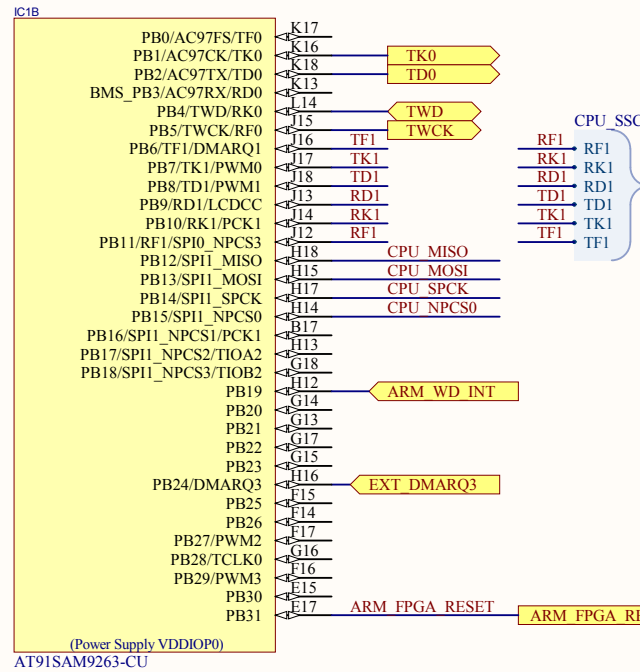 IC1B
PB0/AC97FS/TF0 K17
PB1/AC97CK/TK0 K16 TK0
PB2/AC97TX/TD0 K18 TD0
BMS_PB3/AC97RX/RD0 K13
PB4/TWD/RK0 L14 TWD
PB5/TWCK/RF0 J15 TWCK
CPU_SSC
PB6/TF1/DMARQ1 J16 TF1 RF1 RF1
PB7/TK1/PWM0 J17 TK1 RK1 RK1
PB8/TD1/PWM1 J18 TD1 RD1 RD1
PB9/RD1/LCDCC J13 RD1 TD1 TD1
PB10/RK1/PCK1 J14 RK1 TK1 TK1
PB11/RF1/SPI0_NPCS3 J12 RF1 TF1 TF1
PB12/SPI1_MISO H18 CPU_MISO
PB13/SPI1_MOSI H15 CPU_MOSI
PB14/SPI1_SPCK H17 CPU_SPCK
PB15/SPI1_NPCS0 H14 CPU_NPCS0
PB16/SPI1_NPCS1/PCK1 B17
PB17/SPI1_NPCS2/TIOA2 H13
PB18/SPI1_NPCS3/TIOB2 G18
PB19 H12 ARM_WD_INT
PB20 G14
PB21 G13
PB22 G17
PB23 G15
PB24/DMARQ3 H16 EXT_DMARQ3
PB25 F15
PB26 F14
PB27/PWM2 F17
PB28/TCLK0 G16
PB29/PWM3 F16
PB30 E15
PB31 E17 ARM_FPGA_RESET ARM_FPGA_RE
(Power Supply VDDIOP0)
AT91SAM9263-CU